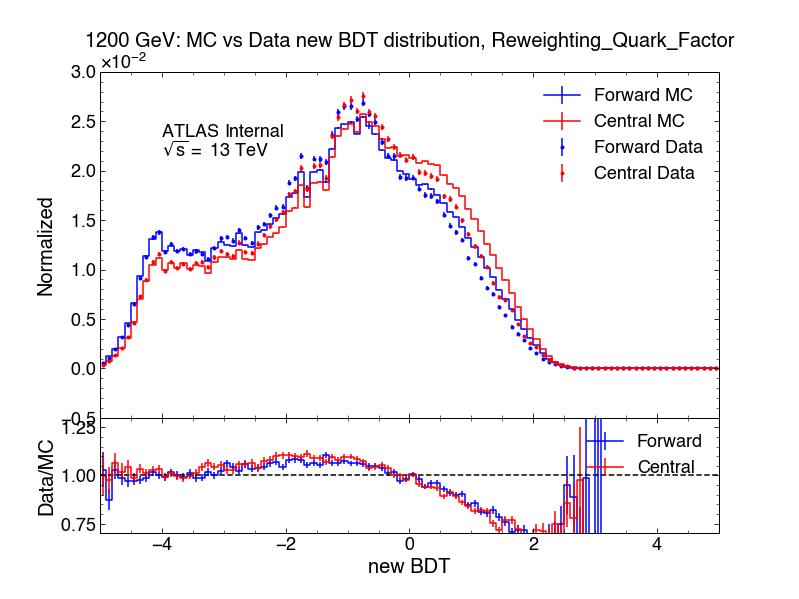 1200 GeV: MC vs Data new BDT distribution, Reweighting_Quark_Factor
×10⁻²
3.0
2.5
2.0
1.5
1.0
0.5
0.0
−0.5
Normalized
ATLAS Internal
√s = 13 TeV
Forward MC
Central MC
Forward Data
Central Data
1.25
1.00
0.75
Data/MC
Forward
Central
−4
−2
0
2
4
new BDT